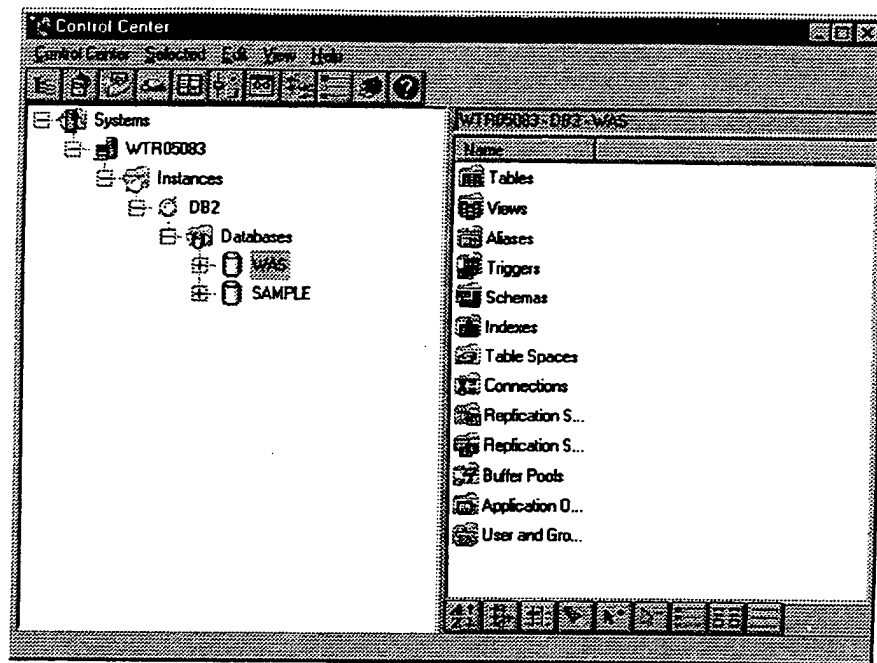 Control Center
Control Center Selected Edit View Help
Systems
WTR05083
Instances
DB2
Databases
WAS
SAMPLE
WTR05083 - DB2 - WAS
Name
Tables
Views
Aliases
Triggers
Schemas
Indexes
Table Spaces
Connections
Replication S...
Replication S...
Buffer Pools
Application O...
User and Gro...